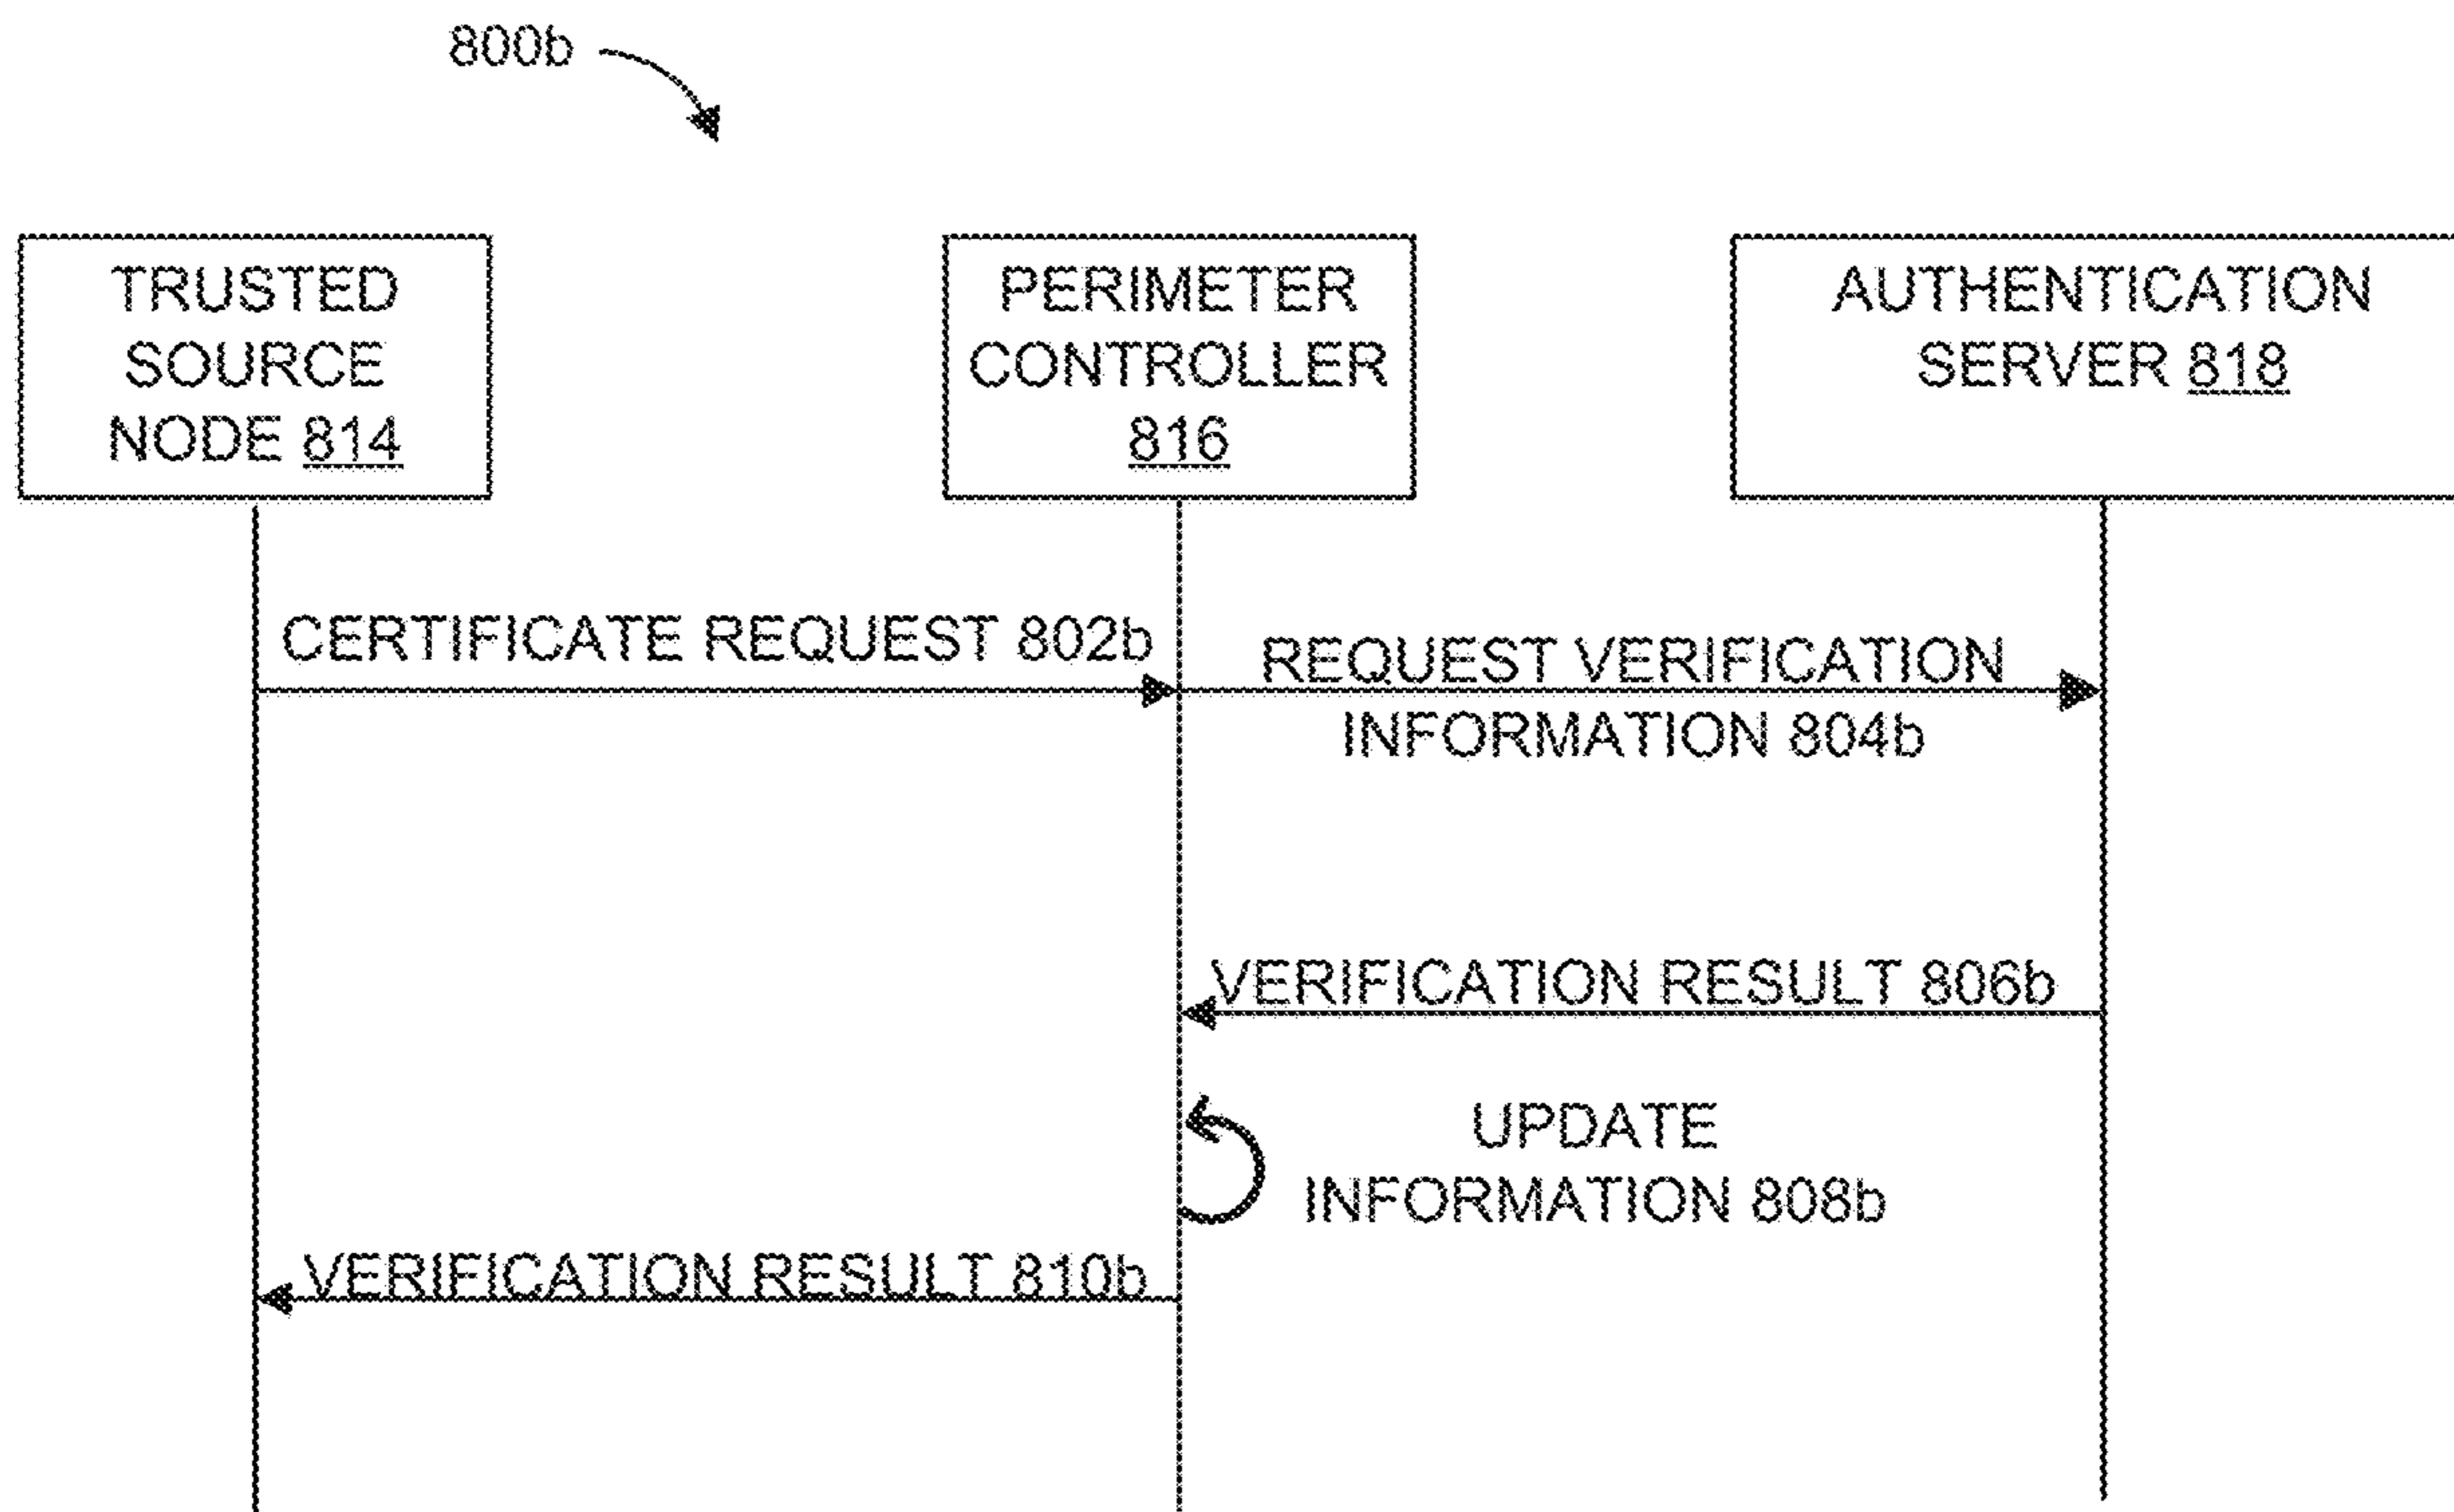 800b
TRUSTED
SOURCE
NODE 814
PERIMETER
CONTROLLER
816
AUTHENTICATION
SERVER 818
CERTIFICATE REQUEST 802b
REQUEST VERIFICATION
INFORMATION 804b
VERIFICATION RESULT 806b
UPDATE
INFORMATION 808b
VERIFICATION RESULT 810b